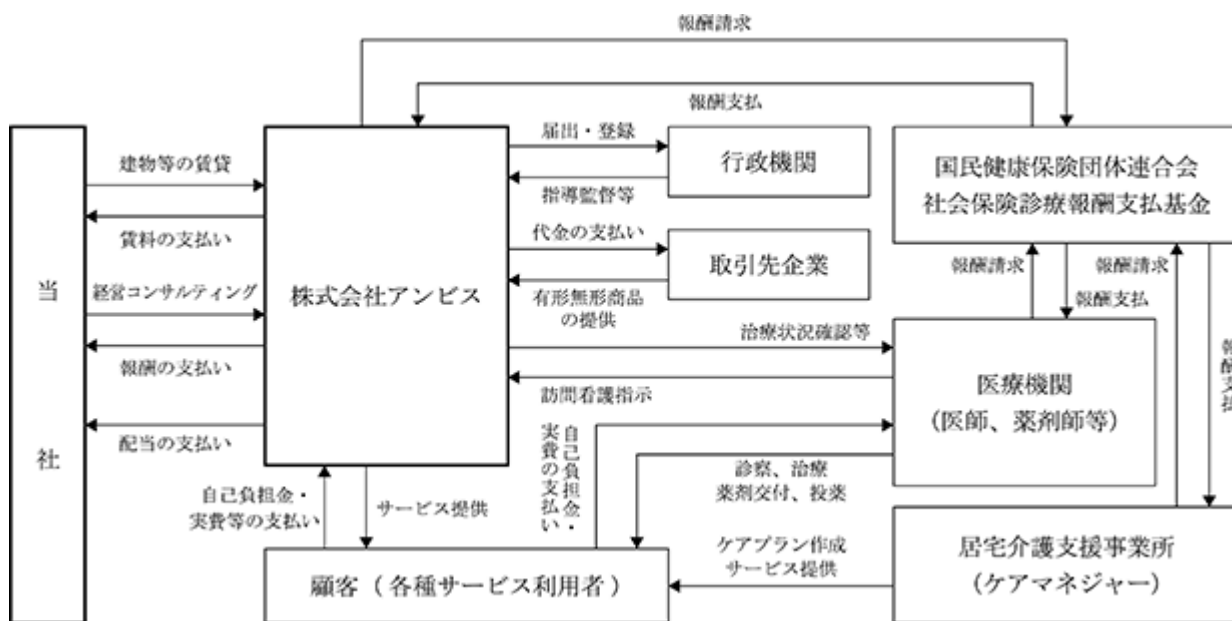 報酬請求
報酬支払
当社
建物等の賃貸
賃料の支払い
経営コンサルティング
報酬の支払い
配当の支払い
株式会社アンビス
届出・登録
指導監督等
行政機関
代金の支払い
有形無形商品
の提供
取引先企業
国民健康保険団体連合会
社会保険診療報酬支払基金
報酬請求
報酬支払
報酬請求
報酬支払
治療状況確認等
訪問看護指示
医療機関
(医師、薬剤師等)
自己負担金・
実費等の支払い
サービス提供
自己負担金・
実費の支払い
診察、治療
薬剤交付、投薬
ケアプラン作成
サービス提供
顧客(各種サービス利用者)
居宅介護支援事業所
(ケアマネジャー)